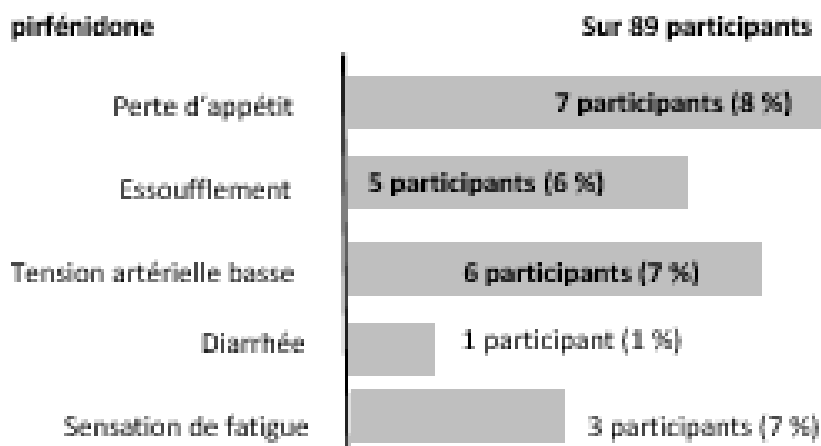 pirfénidone Sur 89 participants
Perte d'appétit 7 participants (8 %)
Essoufflement 5 participants (6 %)
Tension artérielle basse 6 participants (7 %)
Diarrhée 1 participant (1 %)
Sensation de fatigue 3 participants (7 %)